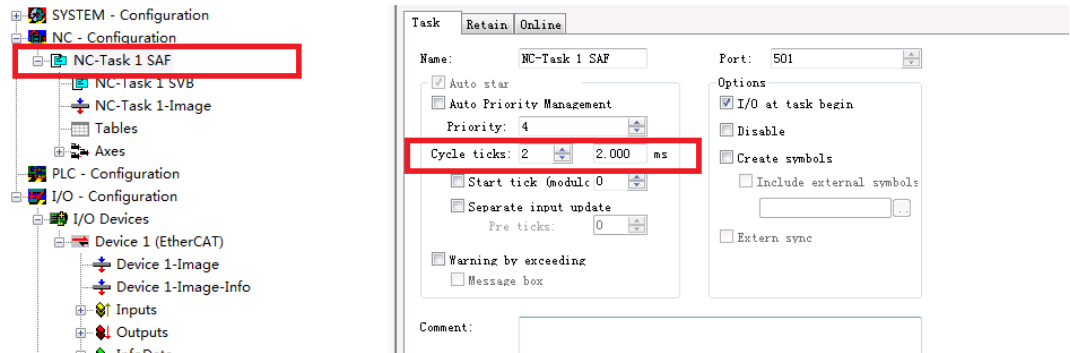 SYSTEM - Configuration
NC - Configuration
NC-Task 1 SAF
NC-Task 1 SVB
NC-Task 1-Image
Tables
Axes
PLC - Configuration
I/O - Configuration
I/O Devices
Device 1 (EtherCAT)
Device 1-Image
Device 1-Image-Info
Inputs
Outputs
Task Retain Online
Name: NC-Task 1 SAF Port: 501
Auto star Options
Auto Priority Management I/O at task begin
Priority: 4 Disable
Cycle ticks: 2 2.000 ms Create symbols
Start tick (modulc 0 Include external symbols
Separate input update
Pre ticks: 0 ..
Extern sync
Warning by exceeding
Message box
Comment: